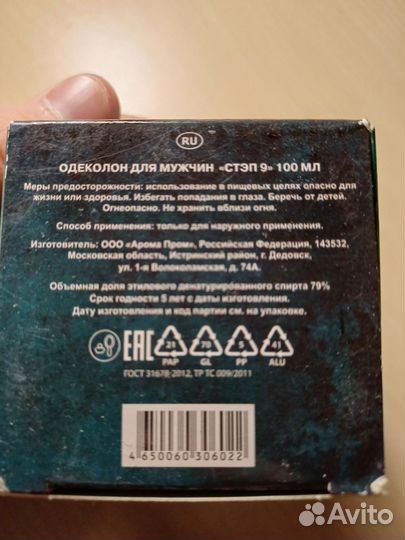 RU
ОДЕКОЛОН ДЛЯ МУЖЧИН «СТЭП 9» 100 МЛ
Меры предосторожности: использование в пищевых целях опасно для
жизни или здоровья. Избегать попадания в глаза. Беречь от детей.
Огнеопасно. Не хранить вблизи огня.
Способ применения: только для наружного применения.
Изготовитель: ООО «Арома Пром», Российская Федерация, 143532,
Московская область, Истринский район, г. Дедовск,
ул. 1-я Волоколамская, д. 74А.
Объемная доля этилового денатурированного спирта 79%
Срок годности 5 лет с даты изготовления.
Дату изготовления и код партии см. на упаковке.
EAC 21 70 5 41
PAP GL PP ALU
ГОСТ 31678-2012, ТР ТС 009/2011
4650060306022
Avito